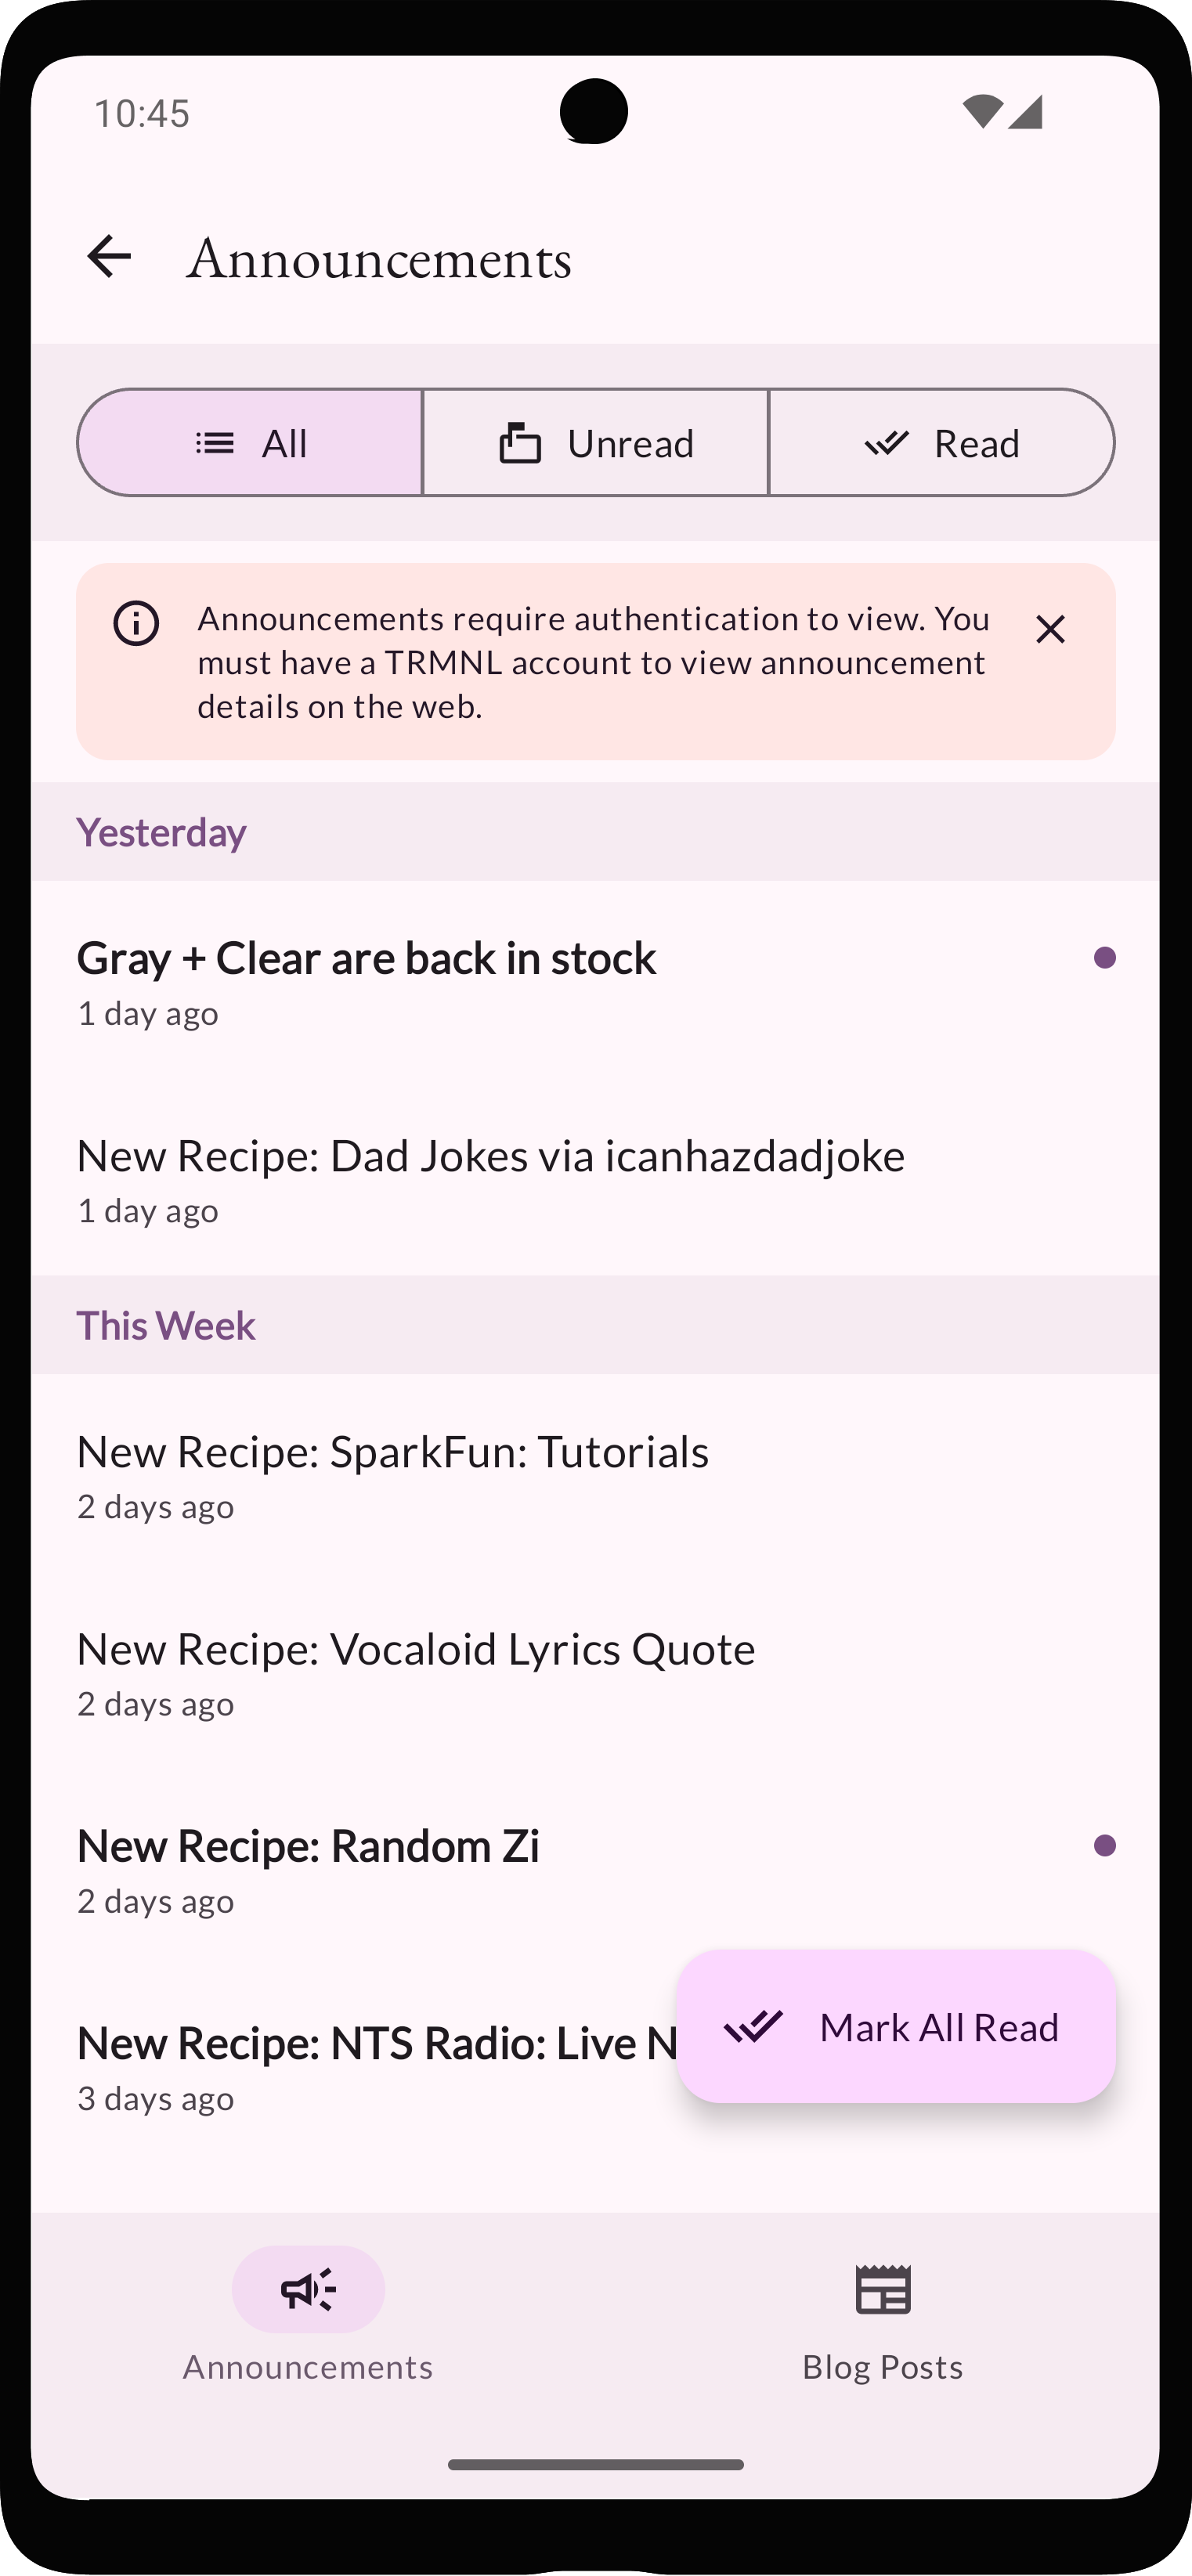 10:45
Announcements
All
Unread
Read
Announcements require authentication to view. You
must have a TRMNL account to view announcement
details on the web.
Yesterday
Gray + Clear are back in stock
1 day ago
New Recipe: Dad Jokes via icanhazdadjoke
1 day ago
This Week
New Recipe: SparkFun: Tutorials
2 days ago
New Recipe: Vocaloid Lyrics Quote
2 days ago
New Recipe: Random Zi
2 days ago
New Recipe: NTS Radio: Live
3 days ago
Mark All Read
Announcements
Blog Posts